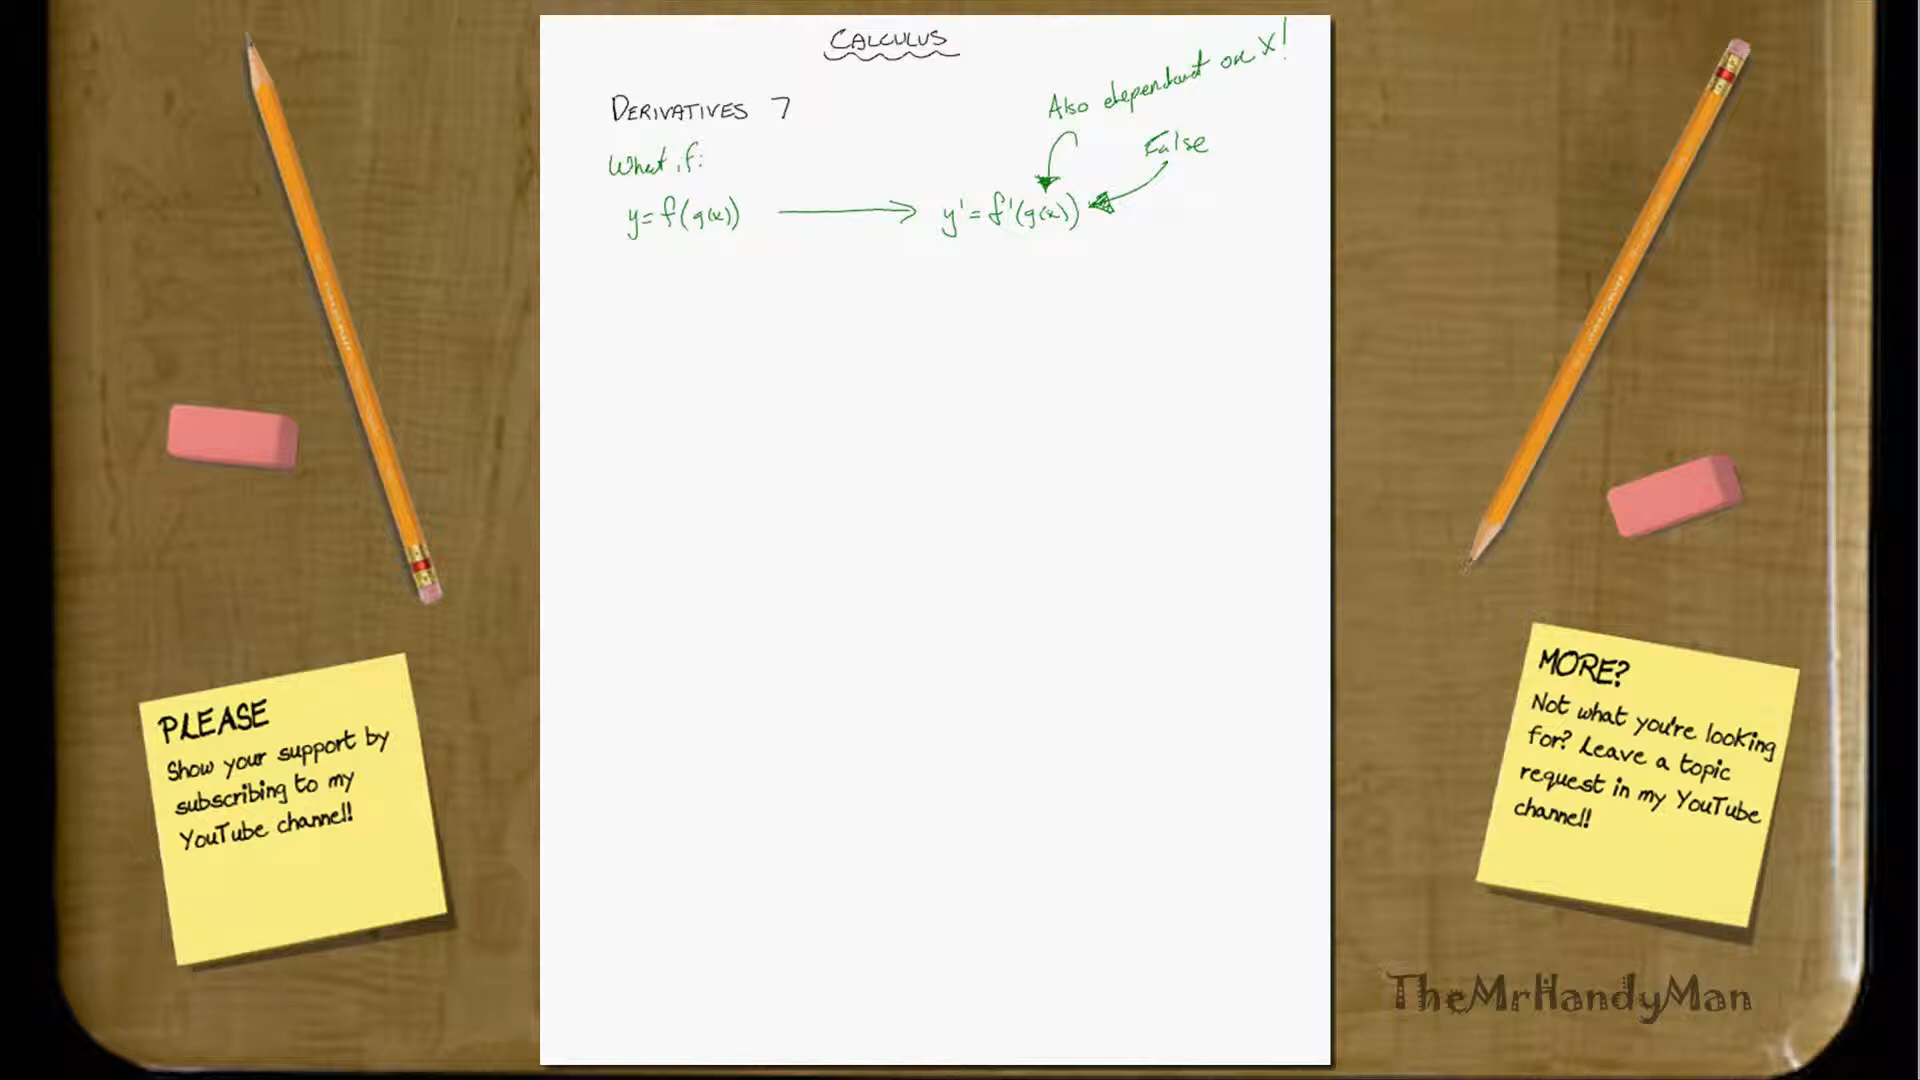 CALCULUS
DERIVATIVES 7
Also dependant on x!
What if:
False
y=f(g(x)) → y'=f'(g(x))
PLEASE
Show your support by
subscribing to my
YouTube channel!
MORE?
Not what you're looking
for? Leave a topic
request in my YouTube
channel!
TheMrHandyMan